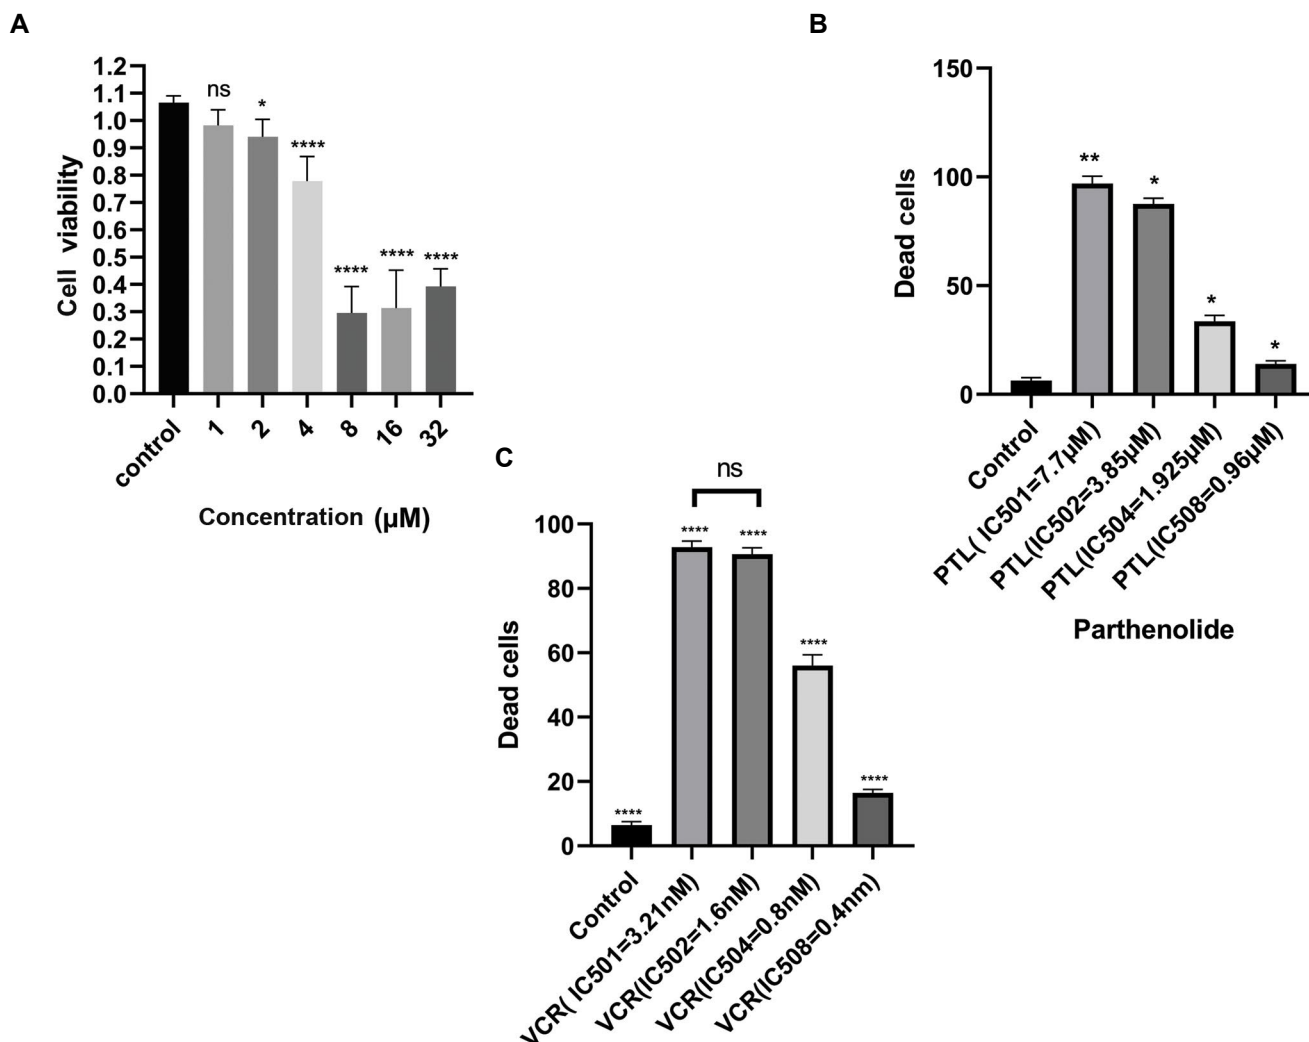 A
Cell viability
1.2
1.1
1.0
0.9
0.8
0.7
0.6
0.5
0.4
0.3
0.2
0.1
0.0
ns
*
****
****
****
****
control
1
2
4
8
16
32
Concentration (µM)
B
Dead cells
150
100
50
0
**
*
*
*
Control
PTL( IC501=7.7µM)
PTL(IC502=3.85µM)
PTL(IC504=1.925µM)
PTL(IC508=0.96µM)
Parthenolide
C
Dead cells
100
80
60
40
20
0
ns
****
****
****
****
****
Control
VCR( IC501=3.21nM)
VCR(IC502=1.6nM)
VCR(IC504=0.8nM)
VCR(IC508=0.4nm)